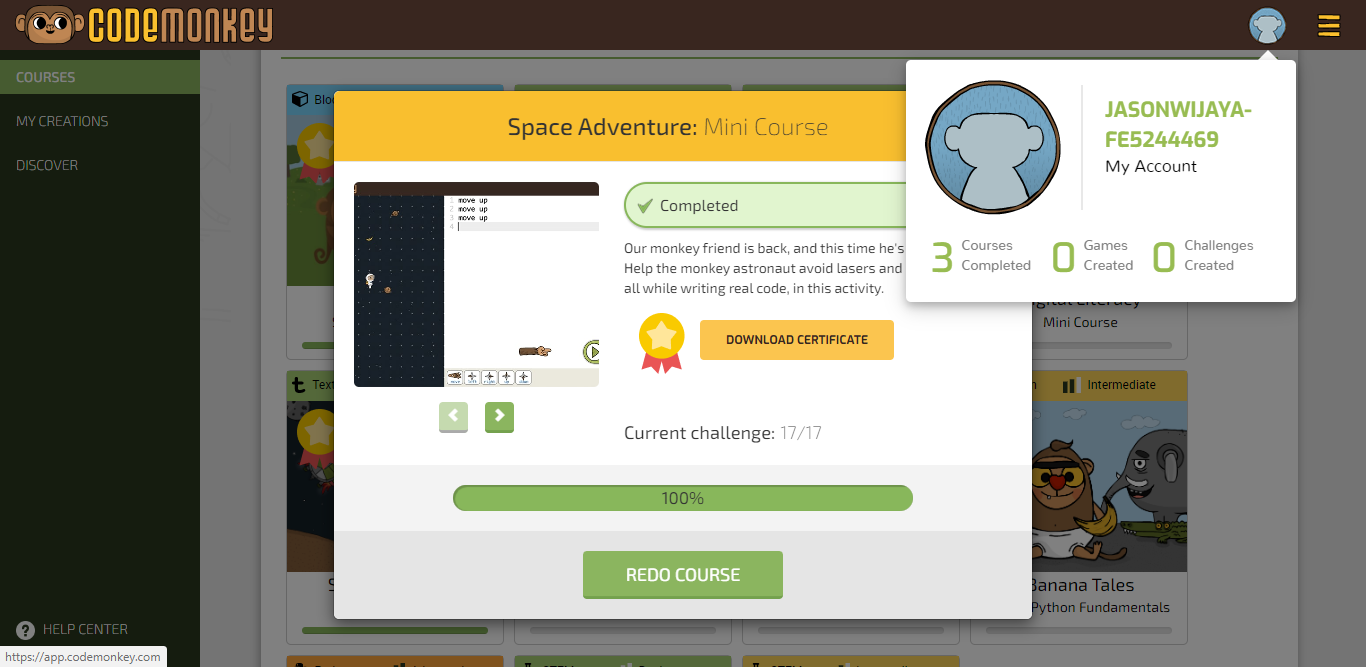 CODEMONKEY
COURSES
MY CREATIONS
DISCOVER
HELP CENTER
https://app.codemonkey.com
Space Adventure: Mini Course
1 move up
2 move up
3 move up
4
Completed
Our monkey friend is back, and this time he's
Help the monkey astronaut avoid lasers and
all while writing real code, in this activity.
DOWNLOAD CERTIFICATE
Current challenge: 17/17
100%
REDO COURSE
JASONWIJAYA-
FE5244469
My Account
3 Courses Completed
0 Games Created
0 Challenges Created
Mini Course
Intermediate
Banana Tales
Python Fundamentals